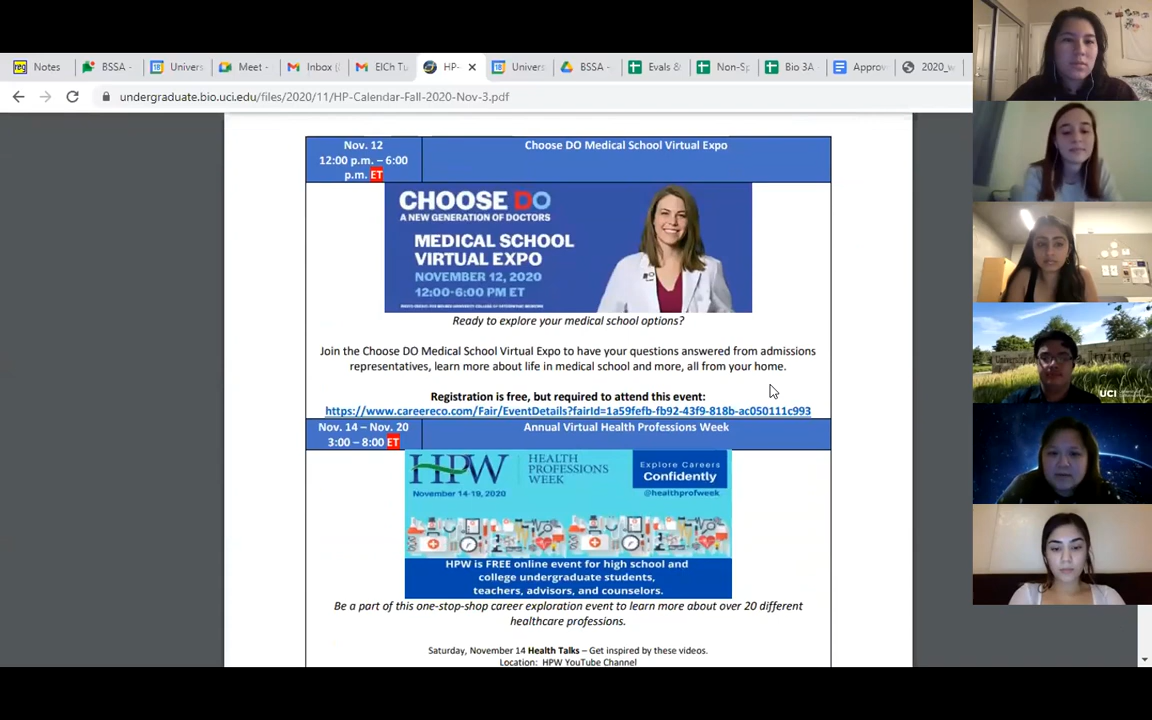 Notes
BSSA -
Univers
Meet -
Inbox (
EICh Tu
HP-
Univers
BSSA -
Evals &
Non-Sp
Bio 3A -
Approv
2020_w
undergraduate.bio.uci.edu/files/2020/11/HP-Calendar-Fall-2020-Nov-3.pdf
Nov. 12
12:00 p.m. – 6:00
p.m. ET
Choose DO Medical School Virtual Expo
CHOOSE DO
A NEW GENERATION OF DOCTORS
MEDICAL SCHOOL
VIRTUAL EXPO
NOVEMBER 12, 2020
12:00-6:00 PM ET
Ready to explore your medical school options?
Join the Choose DO Medical School Virtual Expo to have your questions answered from admissions
representatives, learn more about life in medical school and more, all from your home.
Registration is free, but required to attend this event:
https://www.careereco.com/Fair/EventDetails?fairId=1a59fefb-fb92-43f9-818b-ac050111c993
Nov. 14 – Nov. 20
3:00 – 8:00 ET
Annual Virtual Health Professions Week
HPW
HEALTH
PROFESSIONS
WEEK
November 14-19, 2020
Explore Careers
Confidently
@healthprofweek
HPW is FREE online event for high school and
college undergraduate students,
teachers, advisors, and counselors.
Be a part of this one-stop-shop career exploration event to learn more about over 20 different
healthcare professions.
Saturday, November 14 Health Talks – Get inspired by these videos.
Location: HPW YouTube Channel
UCI